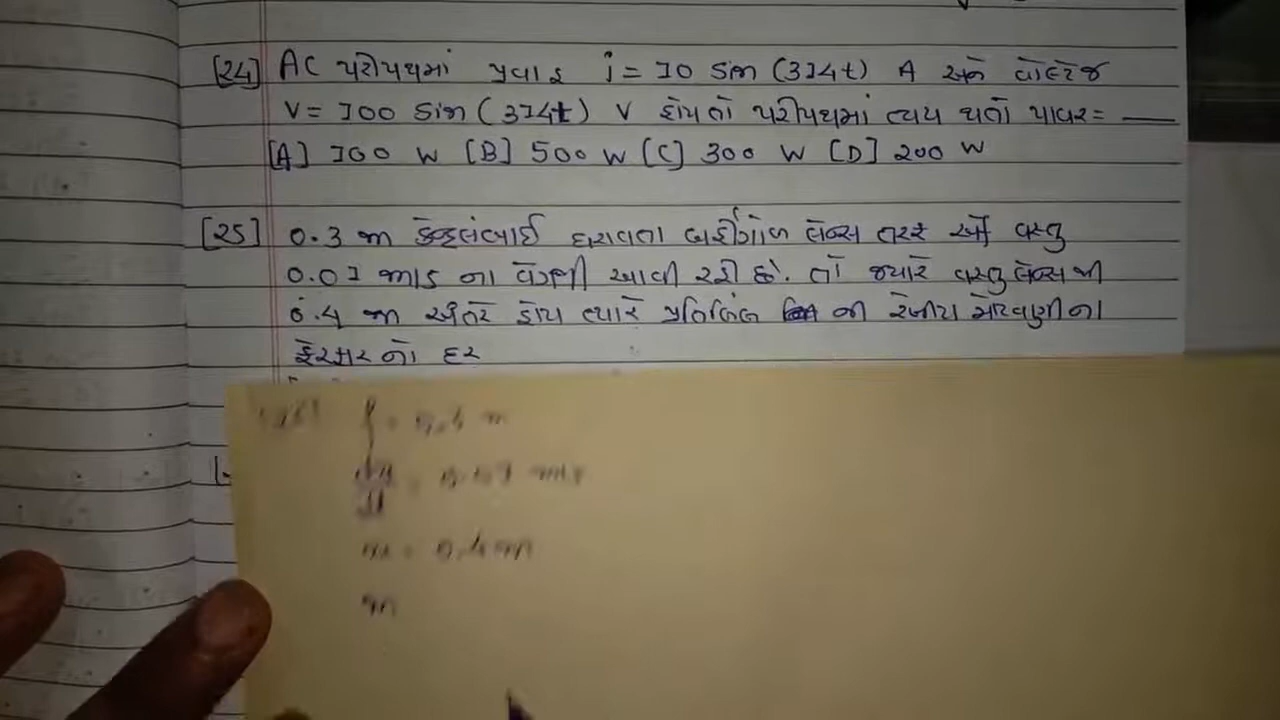 [24] AC પરીપથમાં પ્રવાહ i = 10 sin (314t) A અને વોલ્ટેજ
V = 100 sin (314t) V હોય તો પરીપથમાં વ્યય થતો પાવર = ___
[A] 100 W [B] 500 W [C] 300 W [D] 200 W
[25] 0.3 m કેન્દ્રલંબાઈ ધરાવતા બહીર્ગોળ લેન્સ તરફ એક વસ્તુ
0.01 m/s ના વેગથી આવી રહી છે. તો જ્યારે વસ્તુ લેન્સથી
0.4 m અંતરે હોય ત્યારે પ્રતિબિંબ ની રેખીય મોટવણીના
ફેરફારનો દર